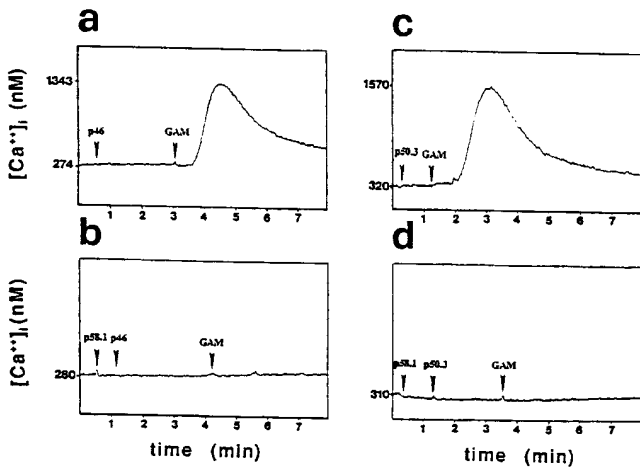 a
[Ca++]i (nM)
1343
274
p46
GAM
1 2 3 4 5 6 7
c
1570
320
p50.3
GAM
1 2 3 4 5 6 7
b
[Ca++]i (nM)
280
p58.1 p46
GAM
1 2 3 4 5 6 7
time (min)
d
310
p58.1 p50.3
GAM
1 2 3 4 5 6 7
time (min)